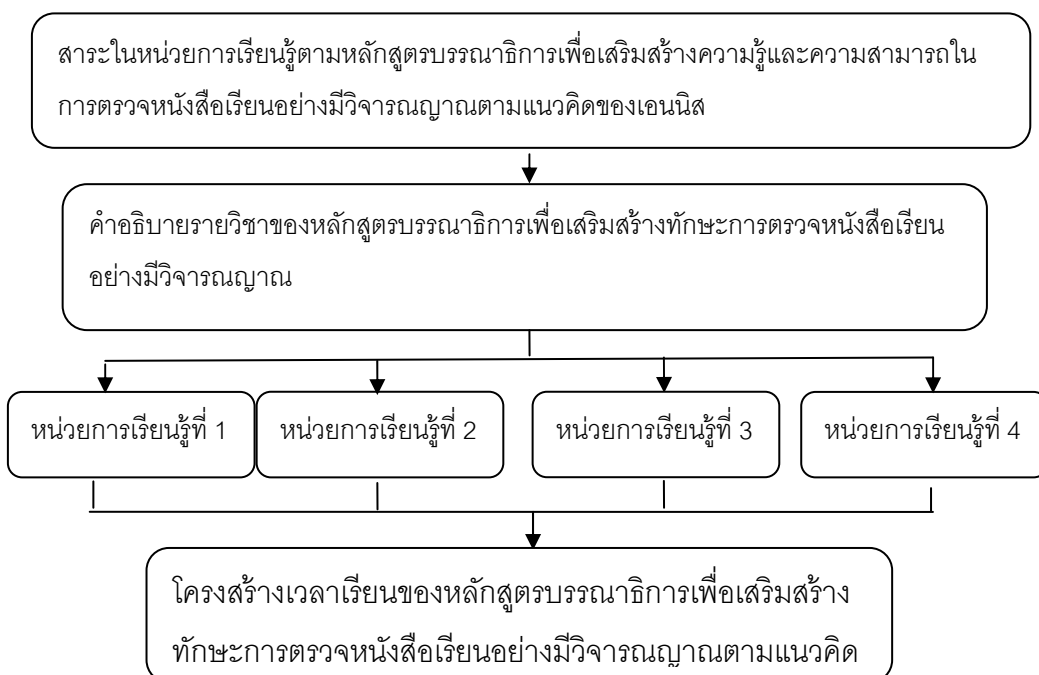 สาระในหน่วยการเรียนรู้ตามหลักสูตรบรรณาธิการเพื่อเสริมสร้างความรู้และความสามารถใน
การตรวจหนังสือเรียนอย่างมีวิจารณญาณตามแนวคิดของเอนนิส
คำอธิบายรายวิชาของหลักสูตรบรรณาธิการเพื่อเสริมสร้างทักษะการตรวจหนังสือเรียน
อย่างมีวิจารณญาณ
หน่วยการเรียนรู้ที่ 1
หน่วยการเรียนรู้ที่ 2
หน่วยการเรียนรู้ที่ 3
หน่วยการเรียนรู้ที่ 4
โครงสร้างเวลาเรียนของหลักสูตรบรรณาธิการเพื่อเสริมสร้าง
ทักษะการตรวจหนังสือเรียนอย่างมีวิจารณญาณตามแนวคิด